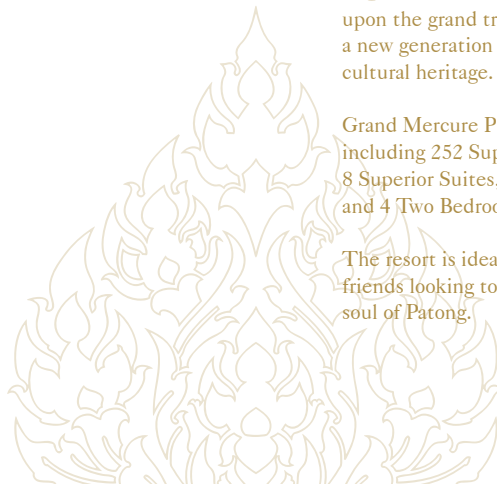 upon the grand tr
a new generation
cultural heritage.
Grand Mercure P
including 252 Sup
8 Superior Suites,
and 4 Two Bedroo
The resort is idea
friends looking to
soul of Patong.